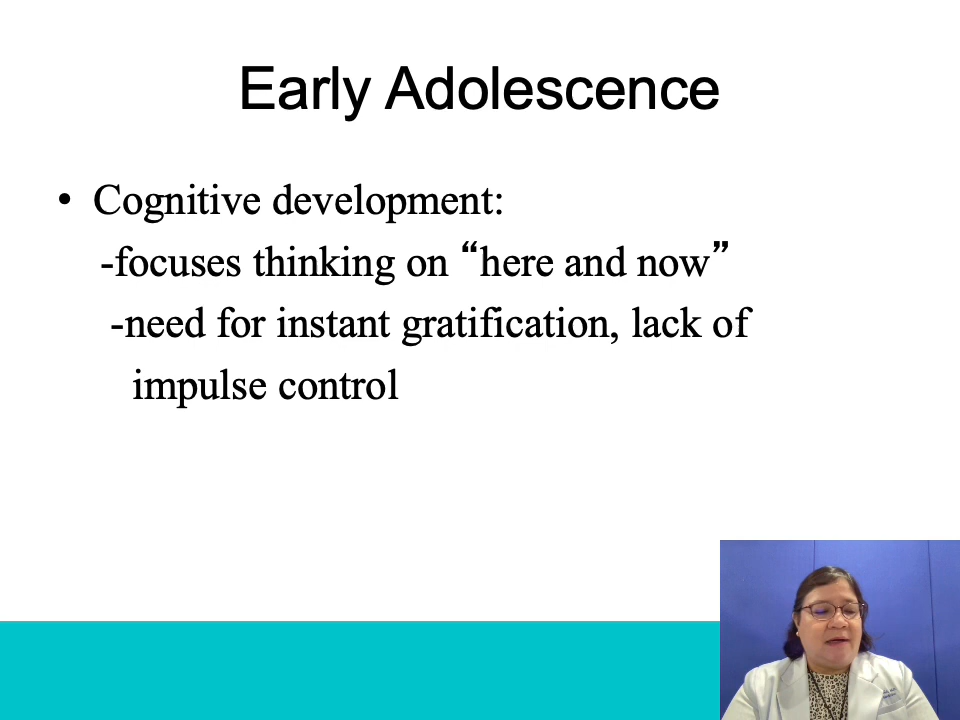 Early Adolescence
• Cognitive development:
-focuses thinking on “here and now”
-need for instant gratification, lack of
impulse control